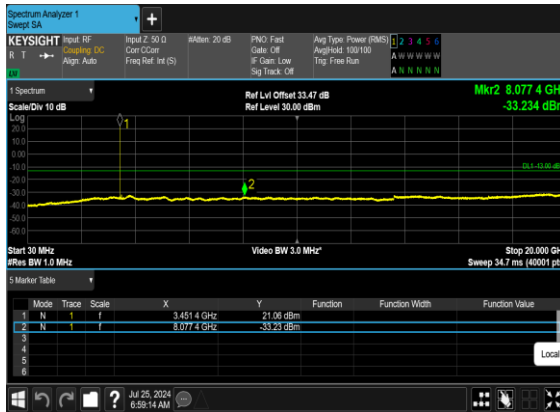 Spectrum Analyzer 1
Swept SA
+
KEYSIGHT Input: RF Input Z: 50 Ω #Atten: 20 dB PNO: Fast Avg Type: Power (RMS) 1 2 3 4 5 6
R T Coupling: DC Corr CCorr Gate: Off Avg|Hold: 100/100 A W W W W W
Align: Auto Freq Ref: Int (S) IF Gain: Low Trig: Free Run
Sig Track: Off A N N N N N
1 Spectrum Ref Lvl Offset 33.47 dB Mkr2 8.077 4 GH
Scale/Div 10 dB Ref Level 30.00 dBm -33.234 dBr
Log
20.0
10.0
0.00
-10.0
DL1 -13.00 dB
-20.0
-30.0
-40.0
-50.0
-60.0
1
2
Start 30 MHz Video BW 3.0 MHz* Stop 20.000 GH
#Res BW 1.0 MHz Sweep 34.7 ms (40001 pt
5 Marker Table
Mode Trace Scale X Y Function Function Width Function Value
1 N 1 f 3.451 4 GHz 21.06 dBm
2 N 1 f 8.077 4 GHz -33.23 dBm
3
4
5
6
Local
? Jul 25, 2024
6:59:14 AM